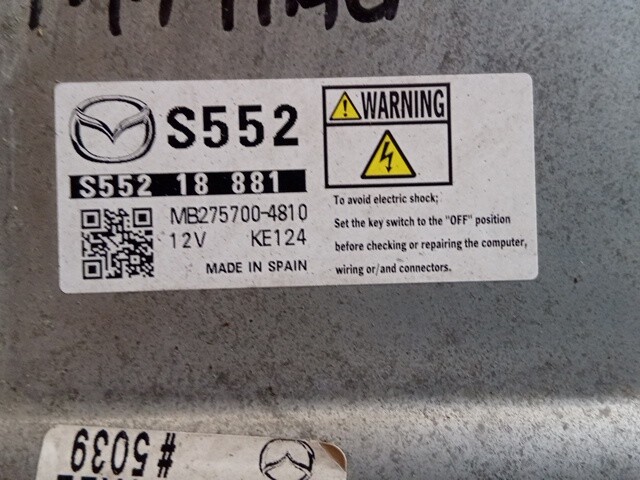 S552
S552 18 881
MB275700-4810
12V KE124
MADE IN SPAIN
WARNING
To avoid electric shock;
Set the key switch to the "OFF" position
before checking or repairing the computer,
wiring or/and connectors.
#5039